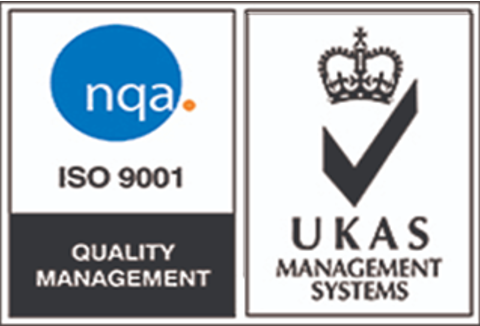 nqa.
ISO 9001
QUALITY
MANAGEMENT
UKAS
MANAGEMENT
SYSTEMS